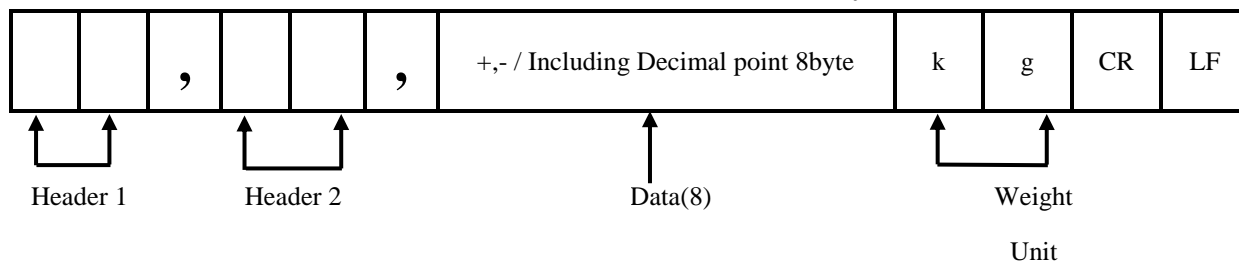 , , +,- / Including Decimal point 8byte k g CR LF
Header 1 Header 2 Data(8) Weight
Unit